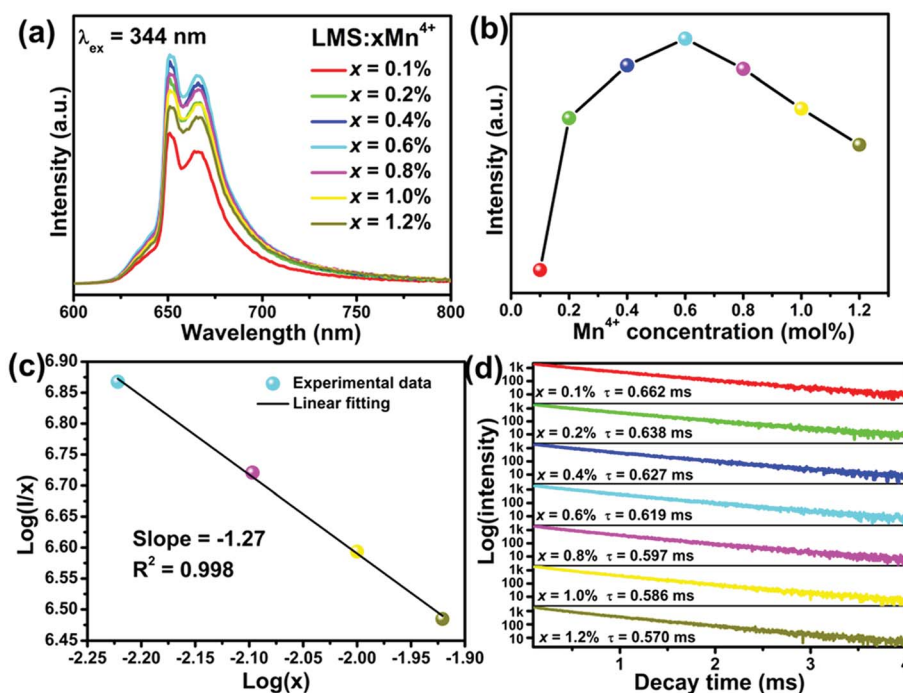 (a)
λex = 344 nm
LMS:xMn4+
x = 0.1%
x = 0.2%
x = 0.4%
x = 0.6%
x = 0.8%
x = 1.0%
x = 1.2%
Intensity (a.u.)
600 650 700 750 800
Wavelength (nm)
(b)
Intensity (a.u.)
0.0 0.2 0.4 0.6 0.8 1.0 1.2
Mn4+ concentration (mol%)
(c)
6.90
6.85
6.80
6.75
6.70
6.65
6.60
6.55
6.50
6.45
Log(I/x)
Experimental data
Linear fitting
Slope = -1.27
R2 = 0.998
-2.25 -2.20 -2.15 -2.10 -2.05 -2.00 -1.95 -1.90
Log(x)
(d)
Log(intensity)
1k
100
10
x = 0.1% τ = 0.662 ms
1k
100
10
x = 0.2% τ = 0.638 ms
1k
100
10
x = 0.4% τ = 0.627 ms
1k
100
10
x = 0.6% τ = 0.619 ms
1k
100
10
x = 0.8% τ = 0.597 ms
1k
100
10
x = 1.0% τ = 0.586 ms
1k
100
10
x = 1.2% τ = 0.570 ms
1 2 3 4
Decay time (ms)